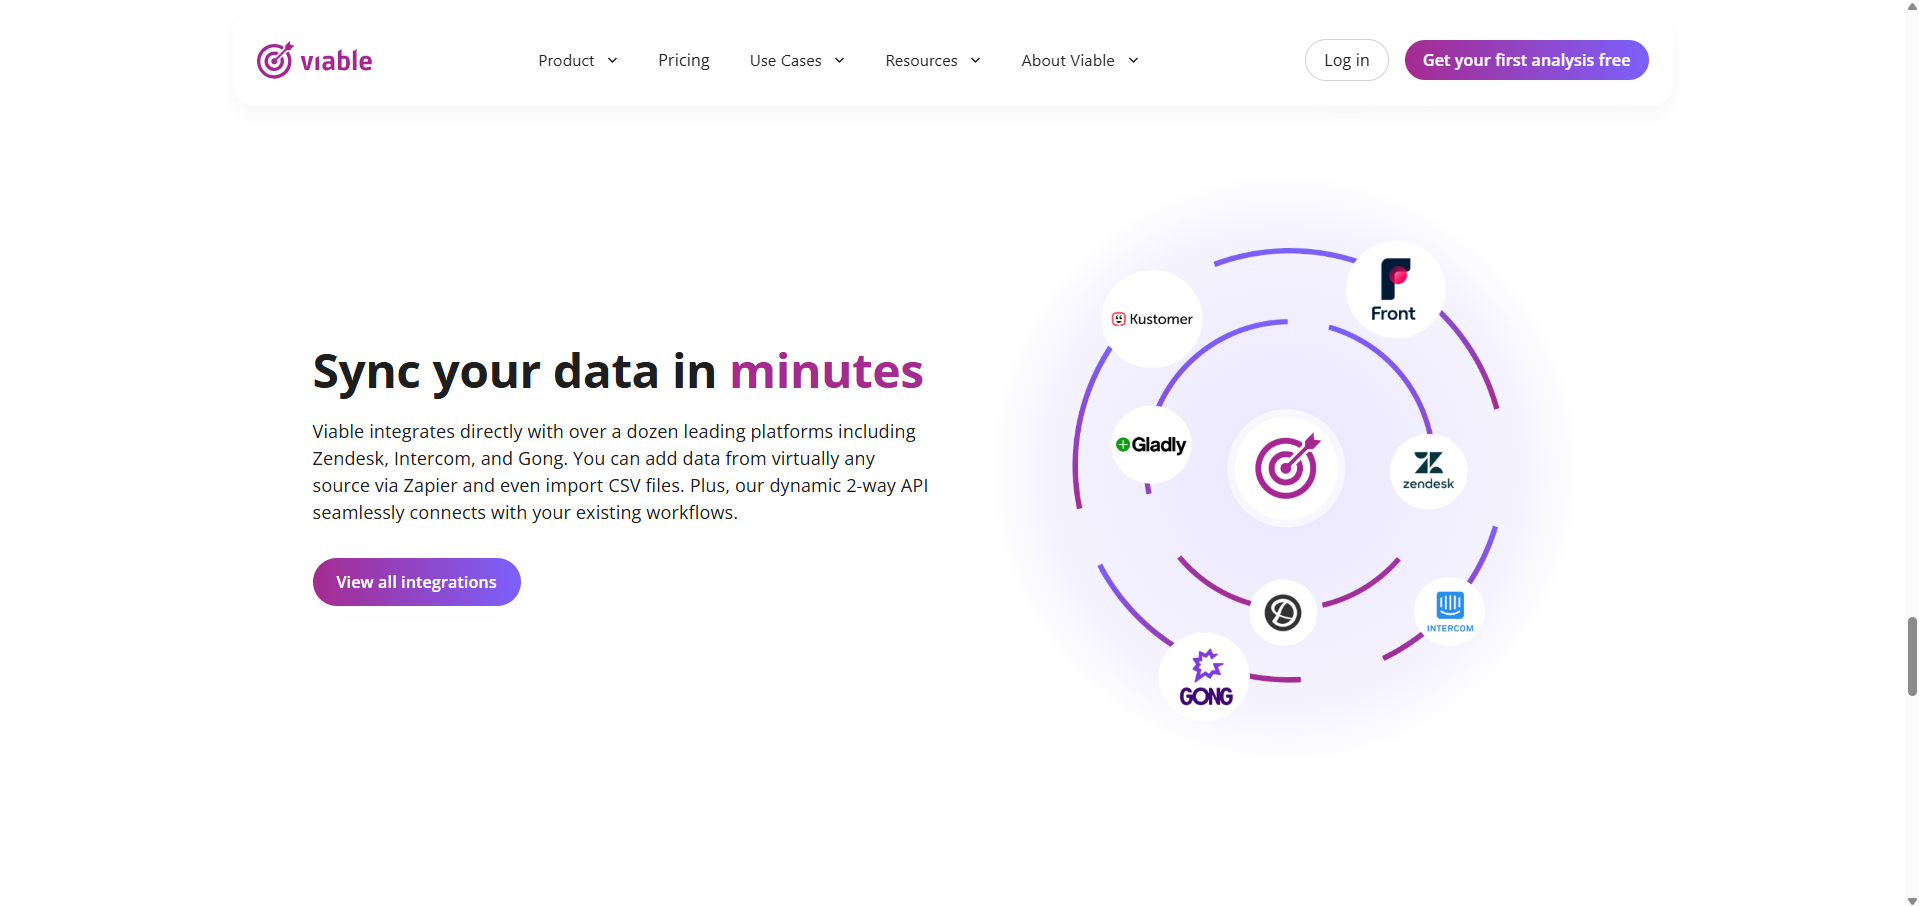 viable
Product
Pricing
Use Cases
Resources
About Viable
Log in
Get your first analysis free
Sync your data in minutes
Viable integrates directly with over a dozen leading platforms including
Zendesk, Intercom, and Gong. You can add data from virtually any
source via Zapier and even import CSV files. Plus, our dynamic 2-way API
seamlessly connects with your existing workflows.
View all integrations
Front
Kustomer
Gladly
zendesk
INTERCOM
GONG